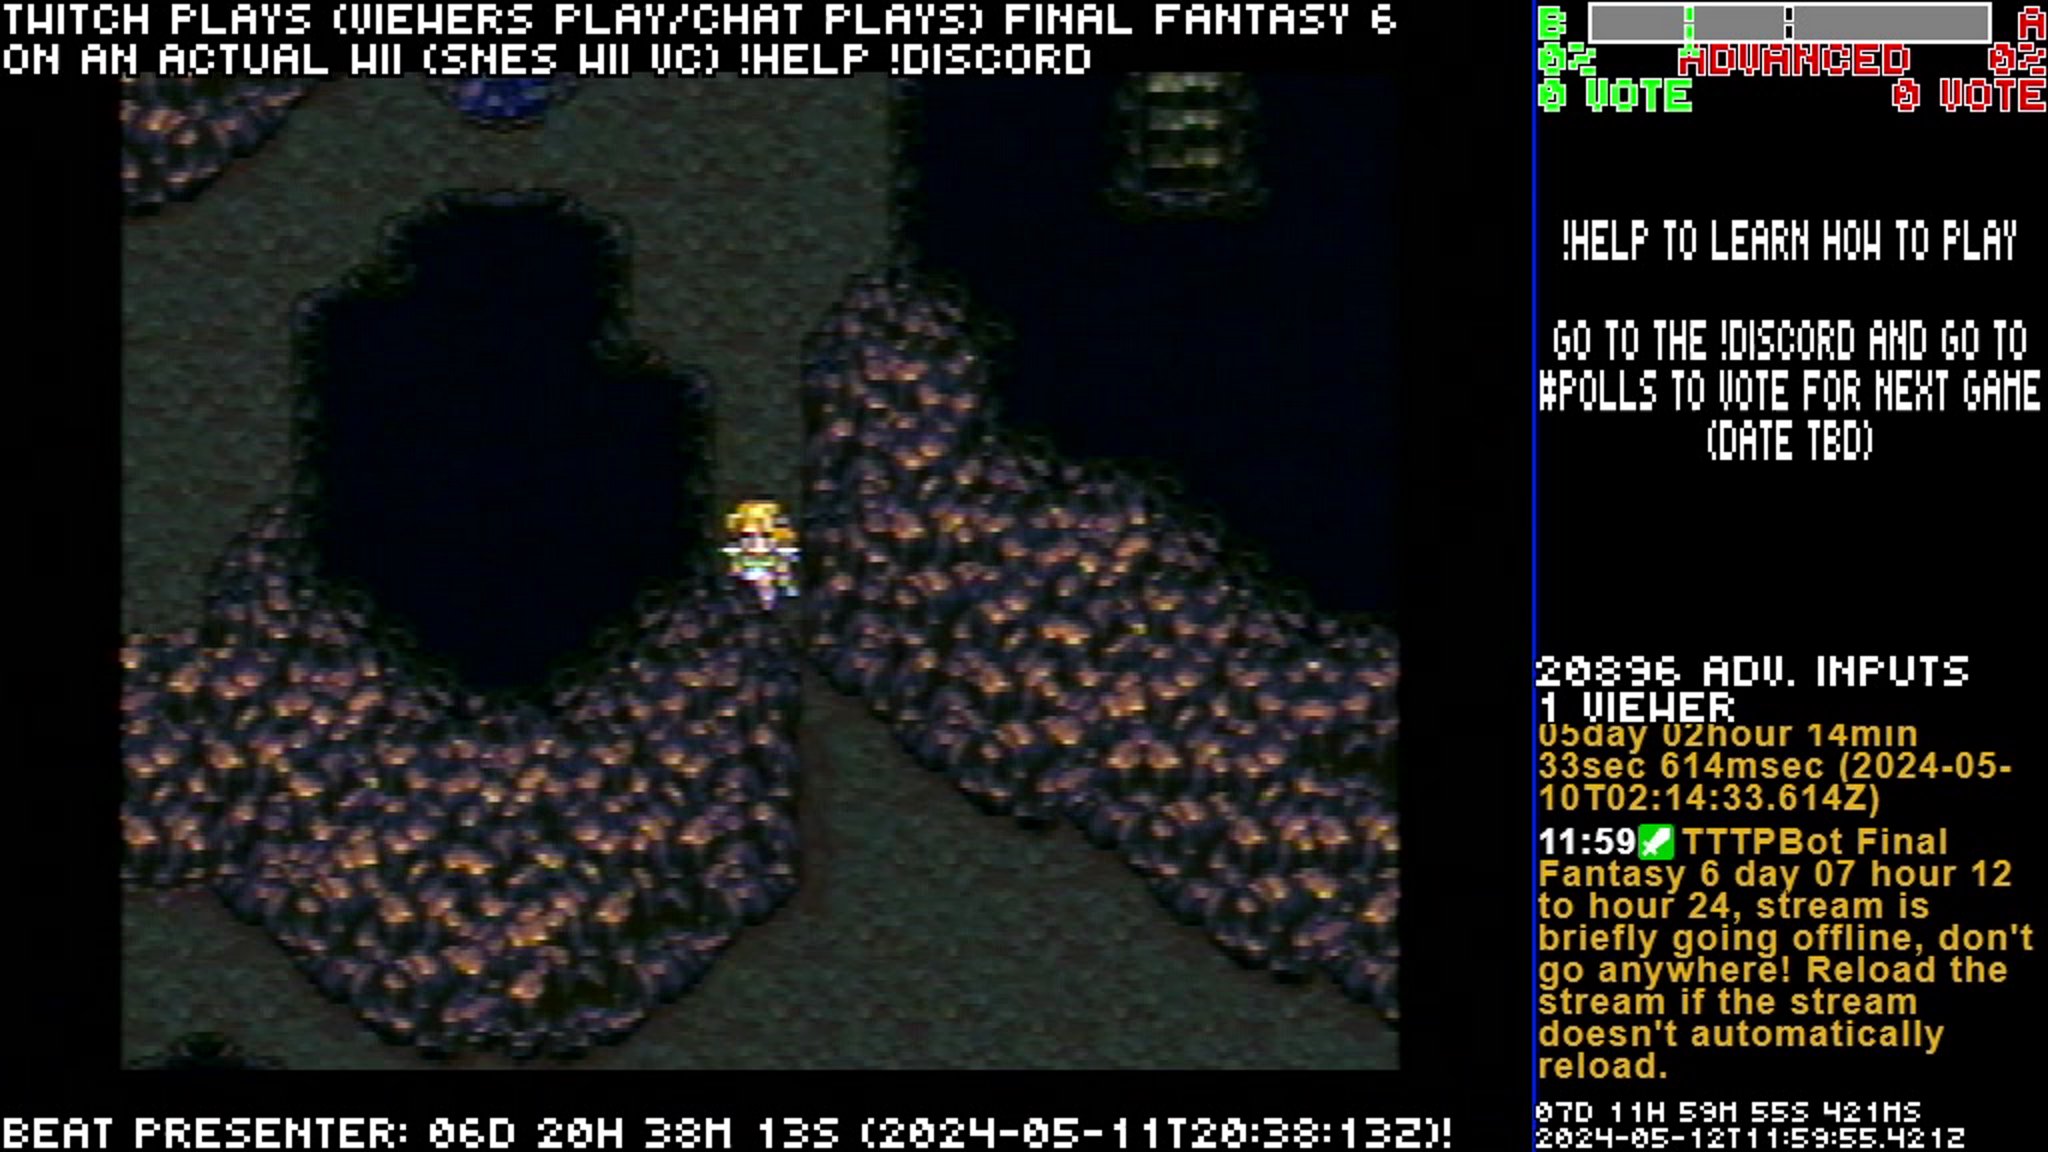 TWITCH PLAYS (VIEWERS PLAY/CHAT PLAYS) FINAL FANTASY 6
ON AN ACTUAL WII (SNES WII VC) !HELP !DISCORD
B A
0% ADVANCED 0%
0 VOTE 0 VOTE
!HELP TO LEARN HOW TO PLAY
GO TO THE !DISCORD AND GO TO
#POLLS TO VOTE FOR NEXT GAME
(DATE TBD)
20896 ADV. INPUTS
1 VIEWER
05day 02hour 14min
33sec 614msec (2024-05-
10T02:14:33.614Z)
11:59 TTTPBot Final
Fantasy 6 day 07 hour 12
to hour 24, stream is
briefly going offline, don't
go anywhere! Reload the
stream if the stream
doesn't automatically
reload.
07D 11H 59M 55S 421MS
2024-05-12T11:59:55.421Z
BEAT PRESENTER: 06D 20H 38M 13S (2024-05-11T20:38:13Z)!